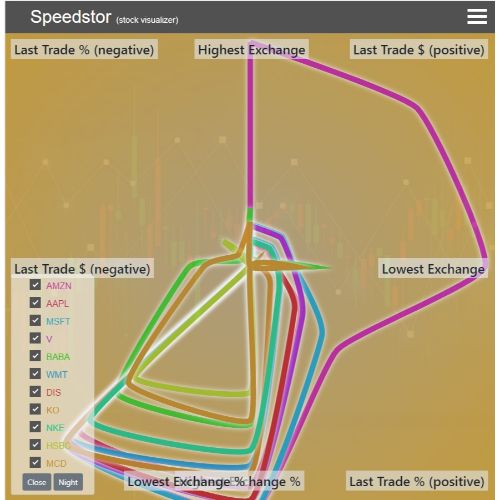 Speedstor (stock visualizer)
Last Trade % (negative)
Highest Exchange
Last Trade $ (positive)
Last Trade $ (negative)
Lowest Exchange
AMZN
AAPL
MSFT
V
BABA
WMT
DIS
KO
NKE
HSBC
MCD
Close
Night
Lowest Exchange % hange %
Last Trade % (positive)